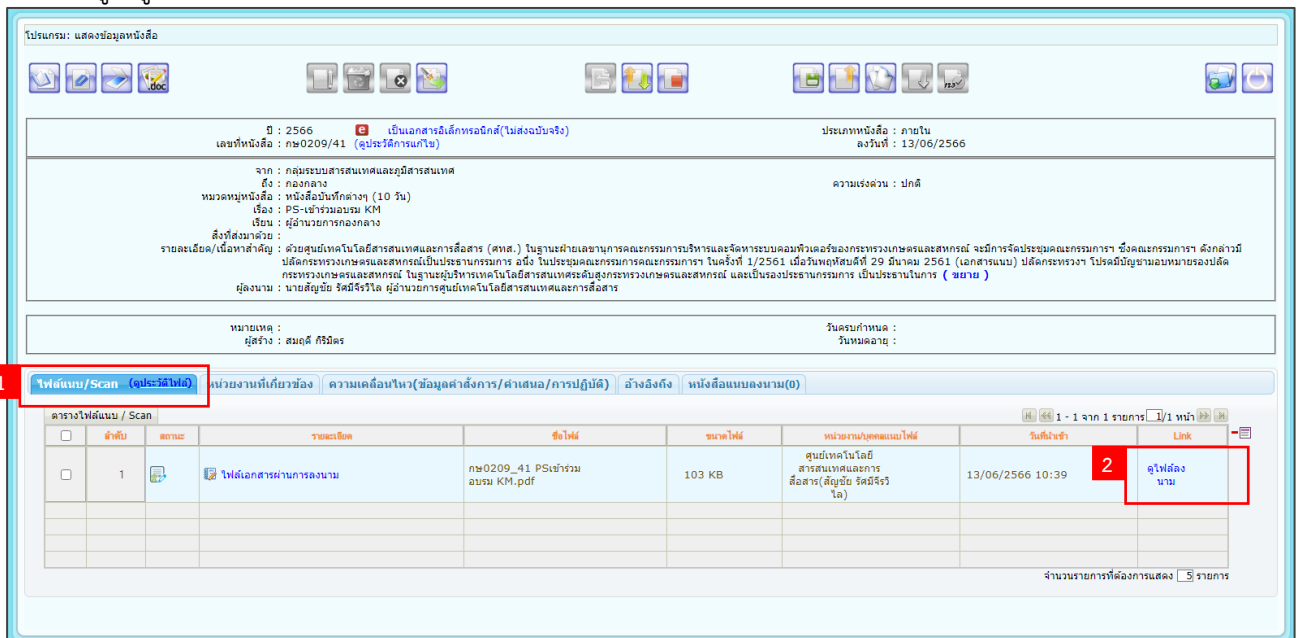 โปรแกรม: แสดงข้อมูลหนังสือ
.doc
ปี : 2566 e เป็นเอกสารอิเล็กทรอนิกส์(ไม่ส่งฉบับจริง) ประเภทหนังสือ : ภายใน
เลขที่หนังสือ : กษ0209/41 (ดูประวัติการแก้ไข) ลงวันที่ : 13/06/2566
จาก : กลุ่มระบบสารสนเทศและภูมิสารสนเทศ
ถึง : กองกลาง ความเร่งด่วน : ปกติ
หมวดหมู่หนังสือ : หนังสือบันทึกต่างๆ (10 วัน)
เรื่อง : PS-เข้าร่วมอบรม KM
เรียน : ผู้อำนวยการกองกลาง
สิ่งที่ส่งมาด้วย :
รายละเอียด/เนื้อหาสำคัญ : ด้วยศูนย์เทคโนโลยีสารสนเทศและการสื่อสาร (ศทส.) ในฐานะฝ่ายเลขานุการคณะกรรมการบริหารและจัดหาระบบคอมพิวเตอร์ของกระทรวงเกษตรและสหกรณ์ จะมีการจัดประชุมคณะกรรมการฯ ซึ่งคณะกรรมการฯ ดังกล่าวมี
ปลัดกระทรวงเกษตรและสหกรณ์เป็นประธานกรรมการ อนึ่ง ในประชุมคณะกรรมการคณะกรรมการฯ ในครั้งที่ 1/2561 เมื่อวันพฤหัสบดีที่ 29 มีนาคม 2561 (เอกสารแนบ) ปลัดกระทรวงฯ โปรดมีบัญชามอบหมายรองปลัด
กระทรวงเกษตรและสหกรณ์ ในฐานะผู้บริหารเทคโนโลยีสารสนเทศระดับสูงกระทรวงเกษตรและสหกรณ์ และเป็นรองประธานกรรมการ เป็นประธานในการ ( ขยาย )
ผู้ลงนาม : นายสัญชัย รัศมีจีรวิไล ผู้อำนวยการศูนย์เทคโนโลยีสารสนเทศและการสื่อสาร
หมายเหตุ : วันครบกำหนด :
ผู้สร้าง : สมฤดี กิริมิตร วันหมดอายุ :
1 ไฟล์แนบ/Scan (ดูประวัติไฟล์) หน่วยงานที่เกี่ยวข้อง ความเคลื่อนไหว(ข้อมูลคำสั่งการ/คำเสนอ/การปฏิบัติ) อ้างอิงถึง หนังสือแนบลงนาม(0)
ตารางไฟล์แนบ / Scan 1 - 1 จาก 1 รายการ 1/1 หน้า
ลำดับ สถานะ รายละเอียด ชื่อไฟล์ ขนาดไฟล์ หน่วยงาน/บุคคลแนบไฟล์ วันที่นำเข้า Link
1 ไฟล์เอกสารผ่านการลงนาม กษ0209_41 PSเข้าร่วม
อบรม KM.pdf 103 KB ศูนย์เทคโนโลยี
สารสนเทศและการ
สื่อสาร(สัญชัย รัศมีจีรวิ
ไล) 13/06/2566 10:39 2 ดูไฟล์ลง
นาม
จำนวนรายการที่ต้องการแสดง 5 รายการ